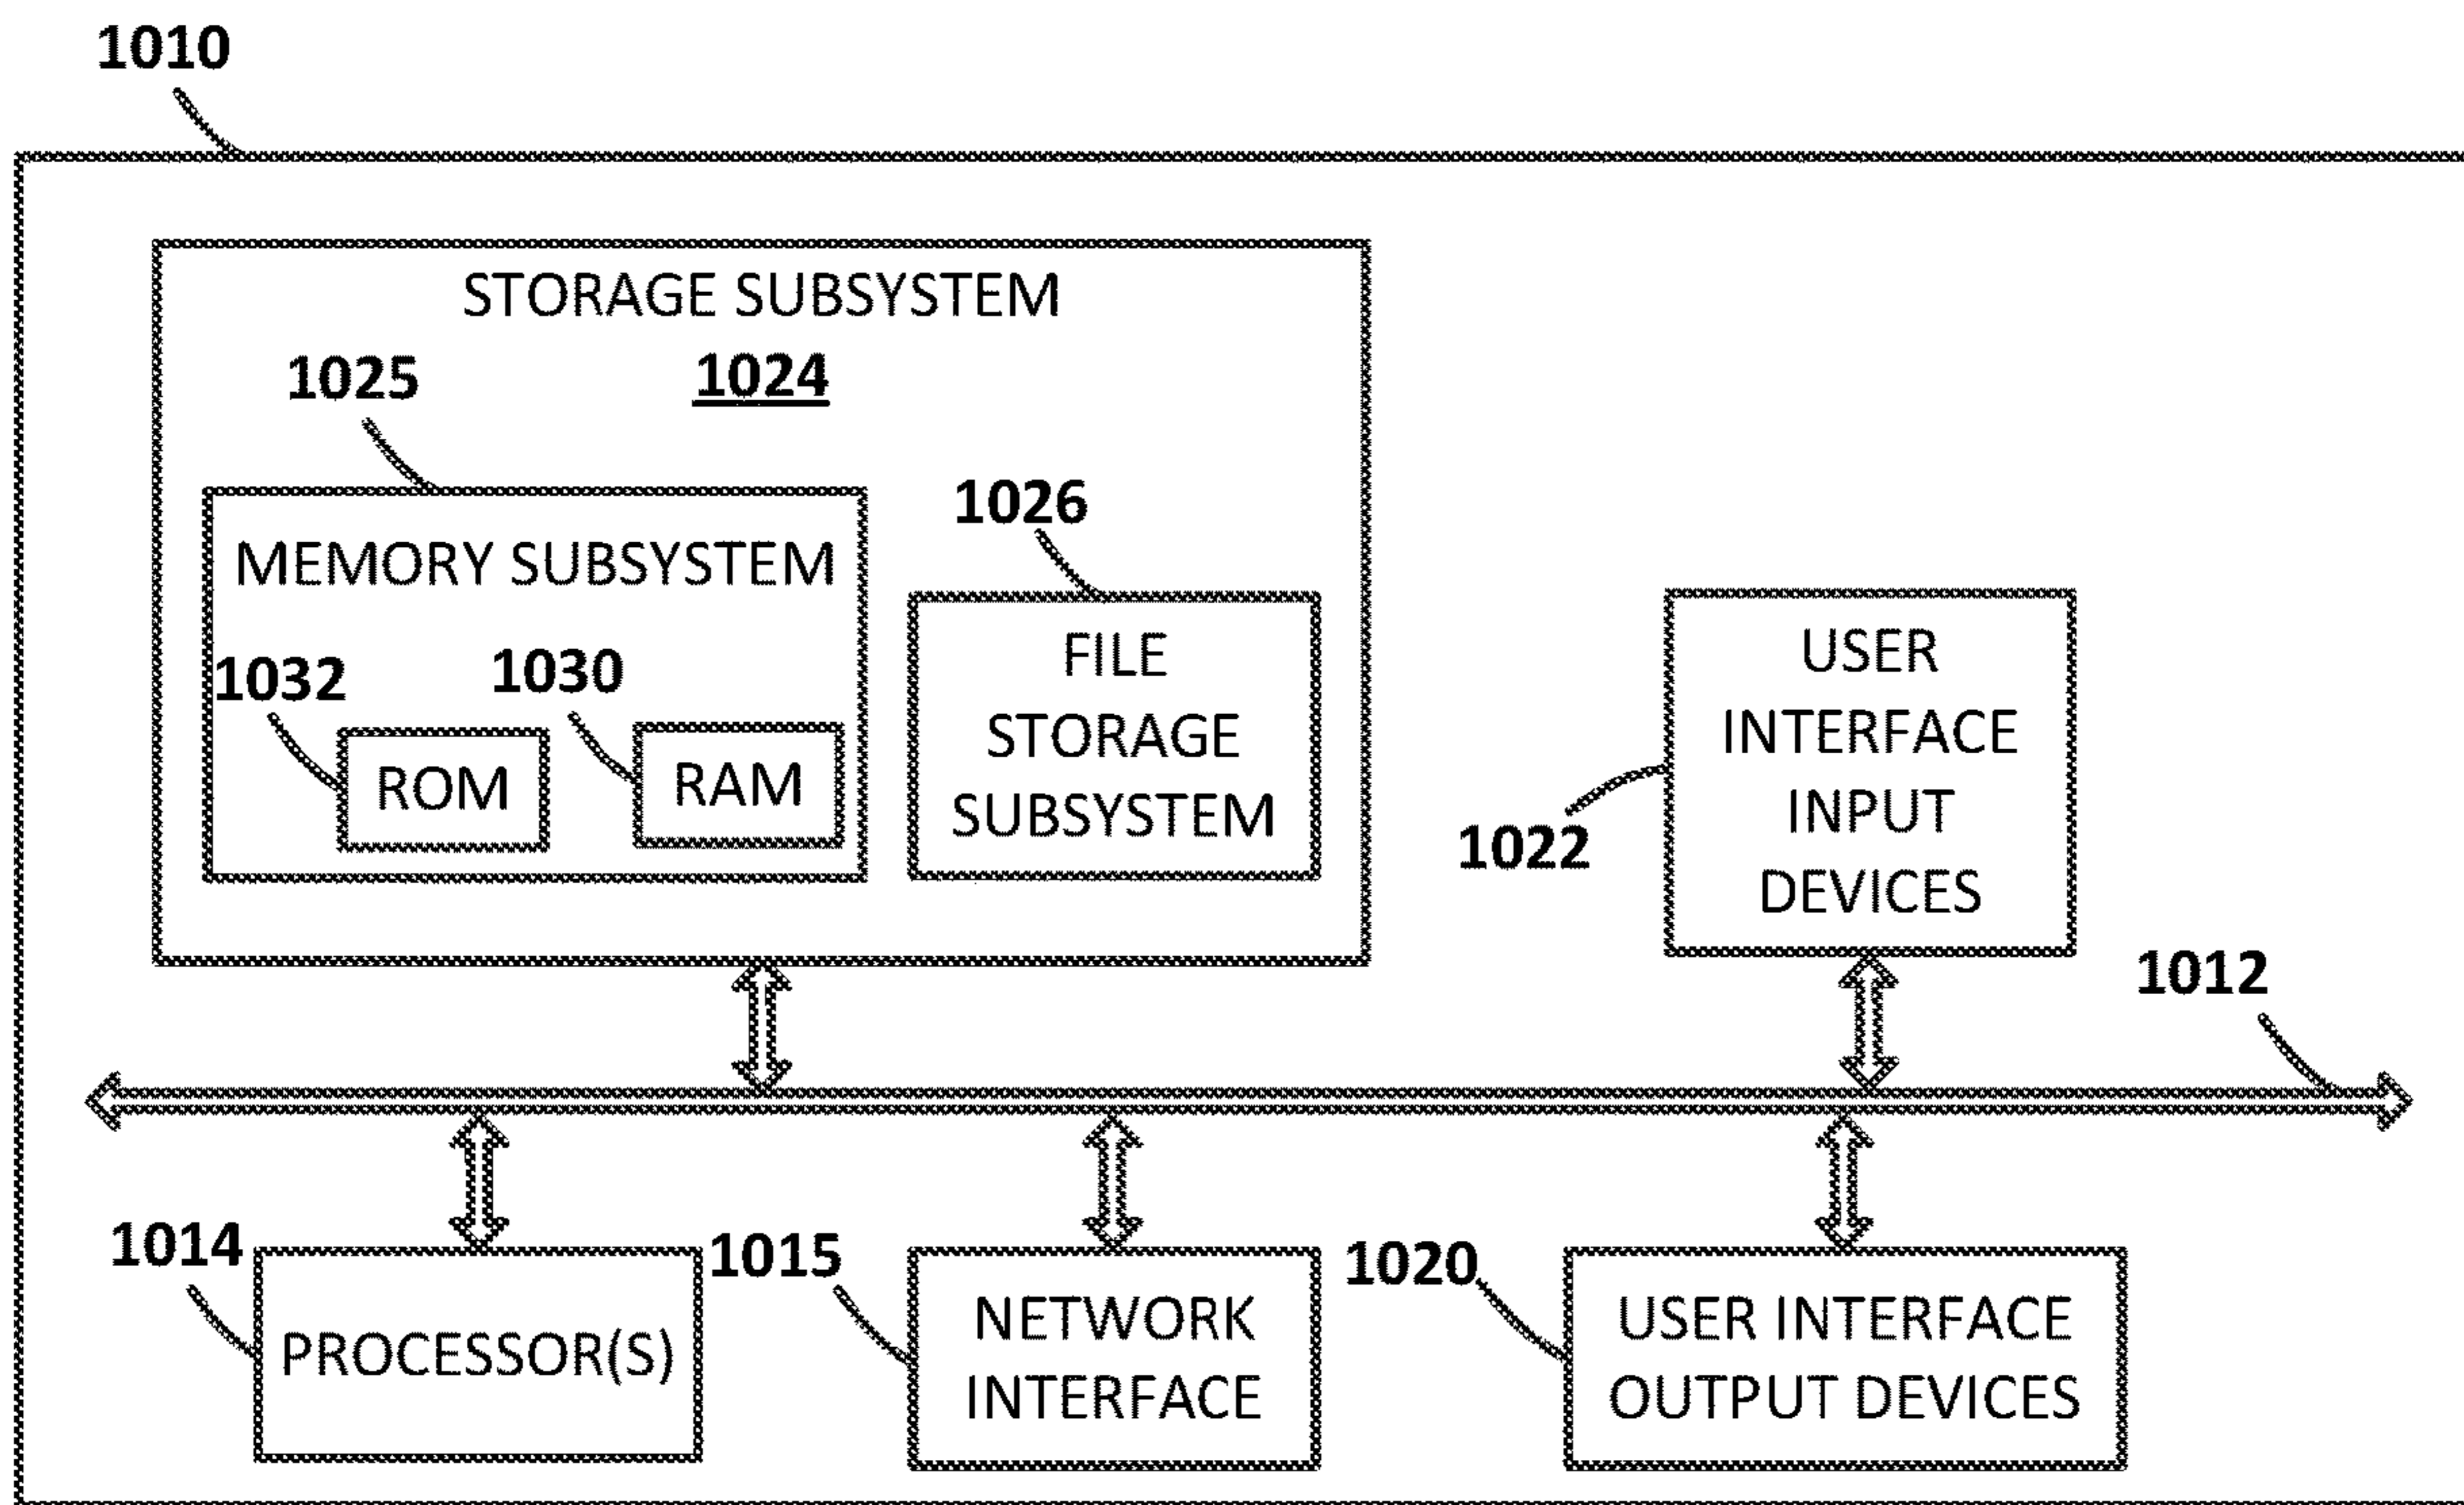 1010
STORAGE SUBSYSTEM
1024
1025
MEMORY SUBSYSTEM
1032
ROM
1030
RAM
1026
FILE
STORAGE
SUBSYSTEM
USER
INTERFACE
INPUT
DEVICES
1022
1012
1014
PROCESSOR(S)
1015
NETWORK
INTERFACE
1020
USER INTERFACE
OUTPUT DEVICES